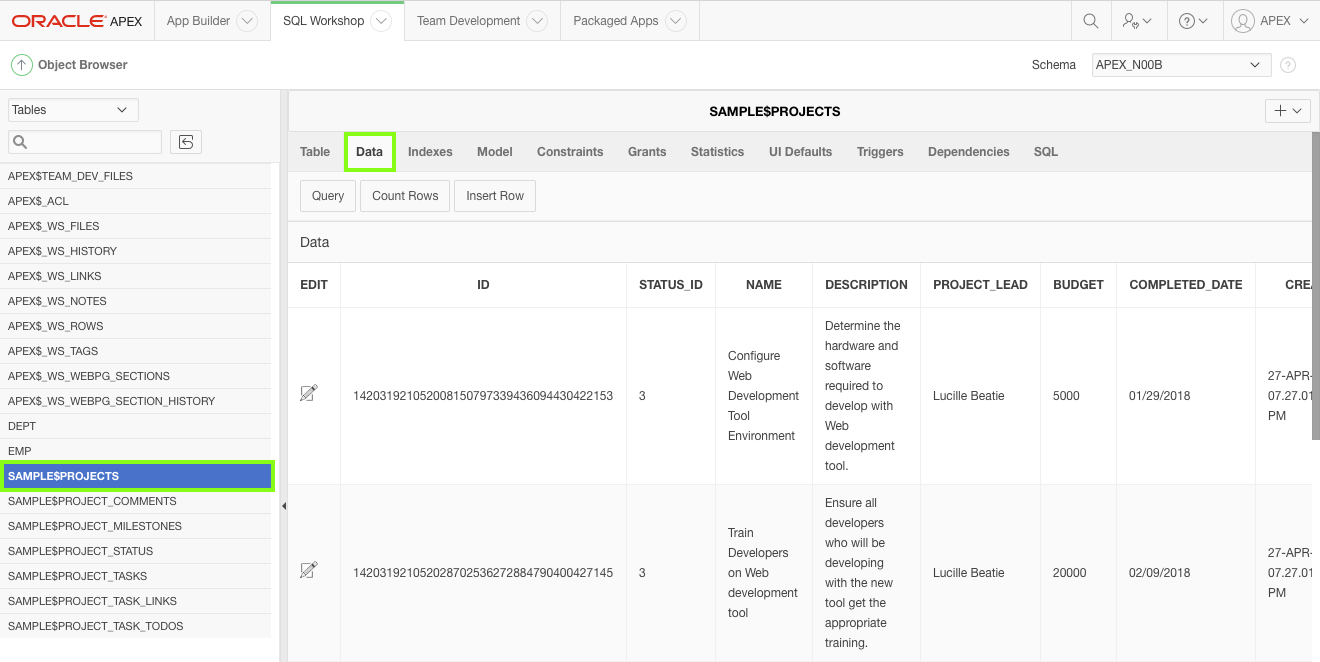 ORACLE APEX App Builder SQL Workshop Team Development Packaged Apps APEX
Object Browser Schema APEX_N00B
Tables
APEX$TEAM_DEV_FILES
APEX$_ACL
APEX$_WS_FILES
APEX$_WS_HISTORY
APEX$_WS_LINKS
APEX$_WS_NOTES
APEX$_WS_ROWS
APEX$_WS_TAGS
APEX$_WS_WEBPG_SECTIONS
APEX$_WS_WEBPG_SECTION_HISTORY
DEPT
EMP
SAMPLE$PROJECTS
SAMPLE$PROJECT_COMMENTS
SAMPLE$PROJECT_MILESTONES
SAMPLE$PROJECT_STATUS
SAMPLE$PROJECT_TASKS
SAMPLE$PROJECT_TASK_LINKS
SAMPLE$PROJECT_TASK_TODOS
SAMPLE$PROJECTS
Table Data Indexes Model Constraints Grants Statistics UI Defaults Triggers Dependencies SQL
Query Count Rows Insert Row
Data
EDIT ID STATUS_ID NAME DESCRIPTION PROJECT_LEAD BUDGET COMPLETED_DATE CREA
142031921052008150797339436094430422153
3
Configure
Web
Development
Tool
Environment
Determine the
hardware and
software
required to
develop with
Web
development
tool.
Lucille Beatie
5000
01/29/2018
27-APR-
07.27.01
PM
142031921052028702536272884790400427145
3
Train
Developers
on Web
development
tool
Ensure all
developers
who will be
developing
with the new
tool get the
appropriate
training.
Lucille Beatie
20000
02/09/2018
27-APR-
07.27.01
PM